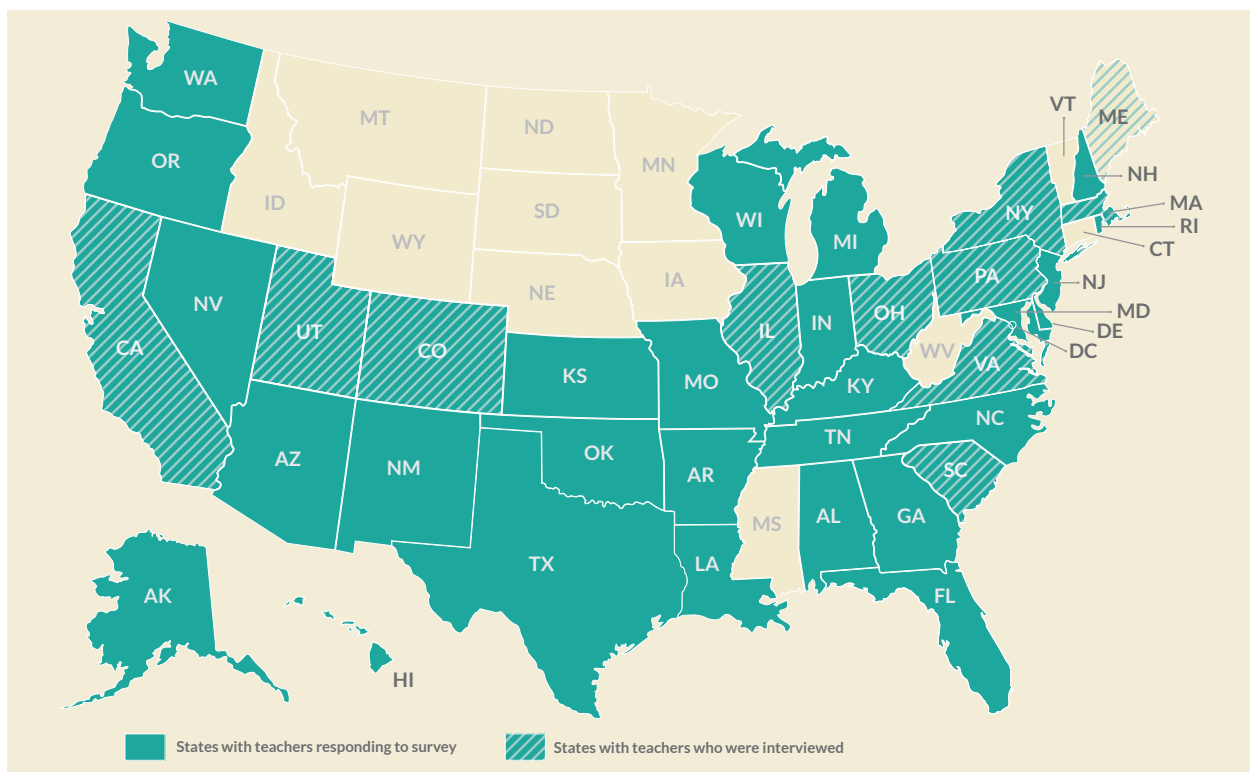 WA
MT
ND
MN
VT
ME
OR
ID
SD
WI
NH
MA
WY
MI
NY
RI
CT
NV
NE
IA
PA
NJ
UT
CO
IL
IN
OH
MD
DE
CA
WV
VA
DC
KS
MO
KY
NC
AZ
NM
OK
AR
TN
SC
TX
LA
MS
AL
GA
AK
FL
HI
States with teachers responding to survey
States with teachers who were interviewed